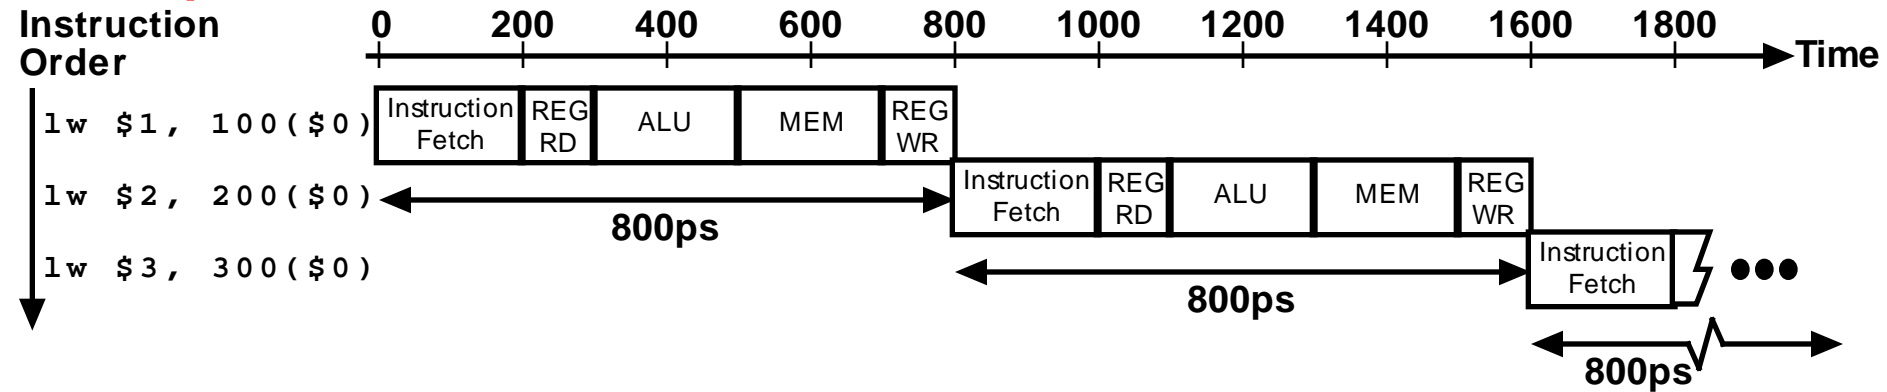 Instruction
Order
0 200 400 600 800 1000 1200 1400 1600 1800
Time
lw $1, 100($0)
Instruction
Fetch
REG
RD
ALU
MEM
REG
WR
lw $2, 200($0)
800ps
Instruction
Fetch
REG
RD
ALU
MEM
REG
WR
lw $3, 300($0)
800ps
Instruction
Fetch
800ps